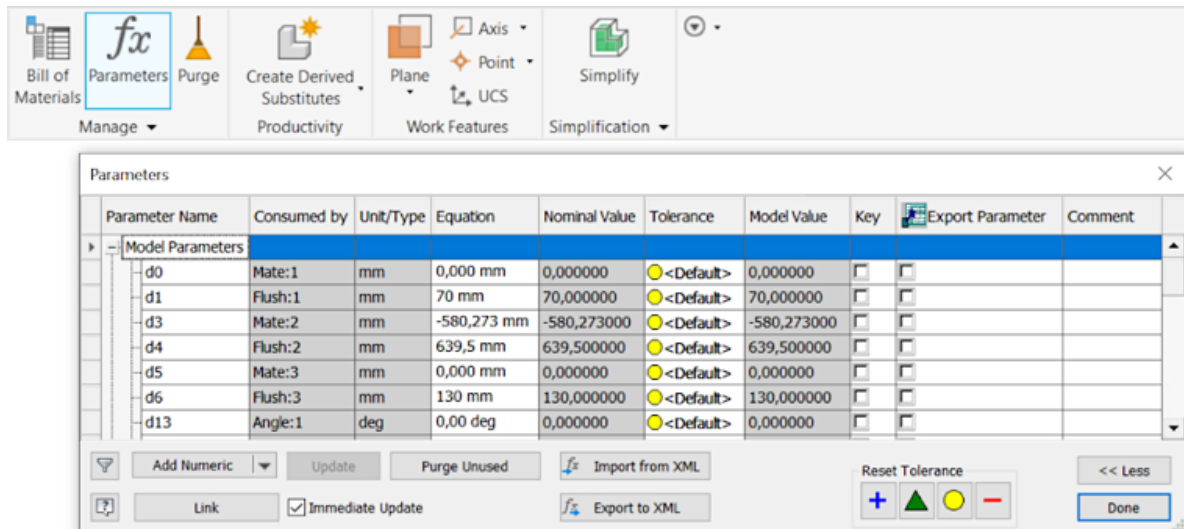 Bill of
Materials
fx
Parameters
Purge
Manage
Create Derived
Substitutes
Productivity
Plane
Axis
Point
UCS
Work Features
Simplify
Simplification
Parameters
Parameter Name Consumed by Unit/Type Equation Nominal Value Tolerance Model Value Key Export Parameter Comment
Model Parameters
d0 Mate:1 mm 0,000 mm 0,000000 <Default> 0,000000
d1 Flush:1 mm 70 mm 70,000000 <Default> 70,000000
d3 Mate:2 mm -580,273 mm -580,273000 <Default> -580,273000
d4 Flush:2 mm 639,5 mm 639,500000 <Default> 639,500000
d5 Mate:3 mm 0,000 mm 0,000000 <Default> 0,000000
d6 Flush:3 mm 130 mm 130,000000 <Default> 130,000000
d13 Angle:1 deg 0,00 deg 0,000000 <Default> 0,000000
Add Numeric Update Purge Unused fx Import from XML Reset Tolerance << Less
? Link Immediate Update fx Export to XML + − Done